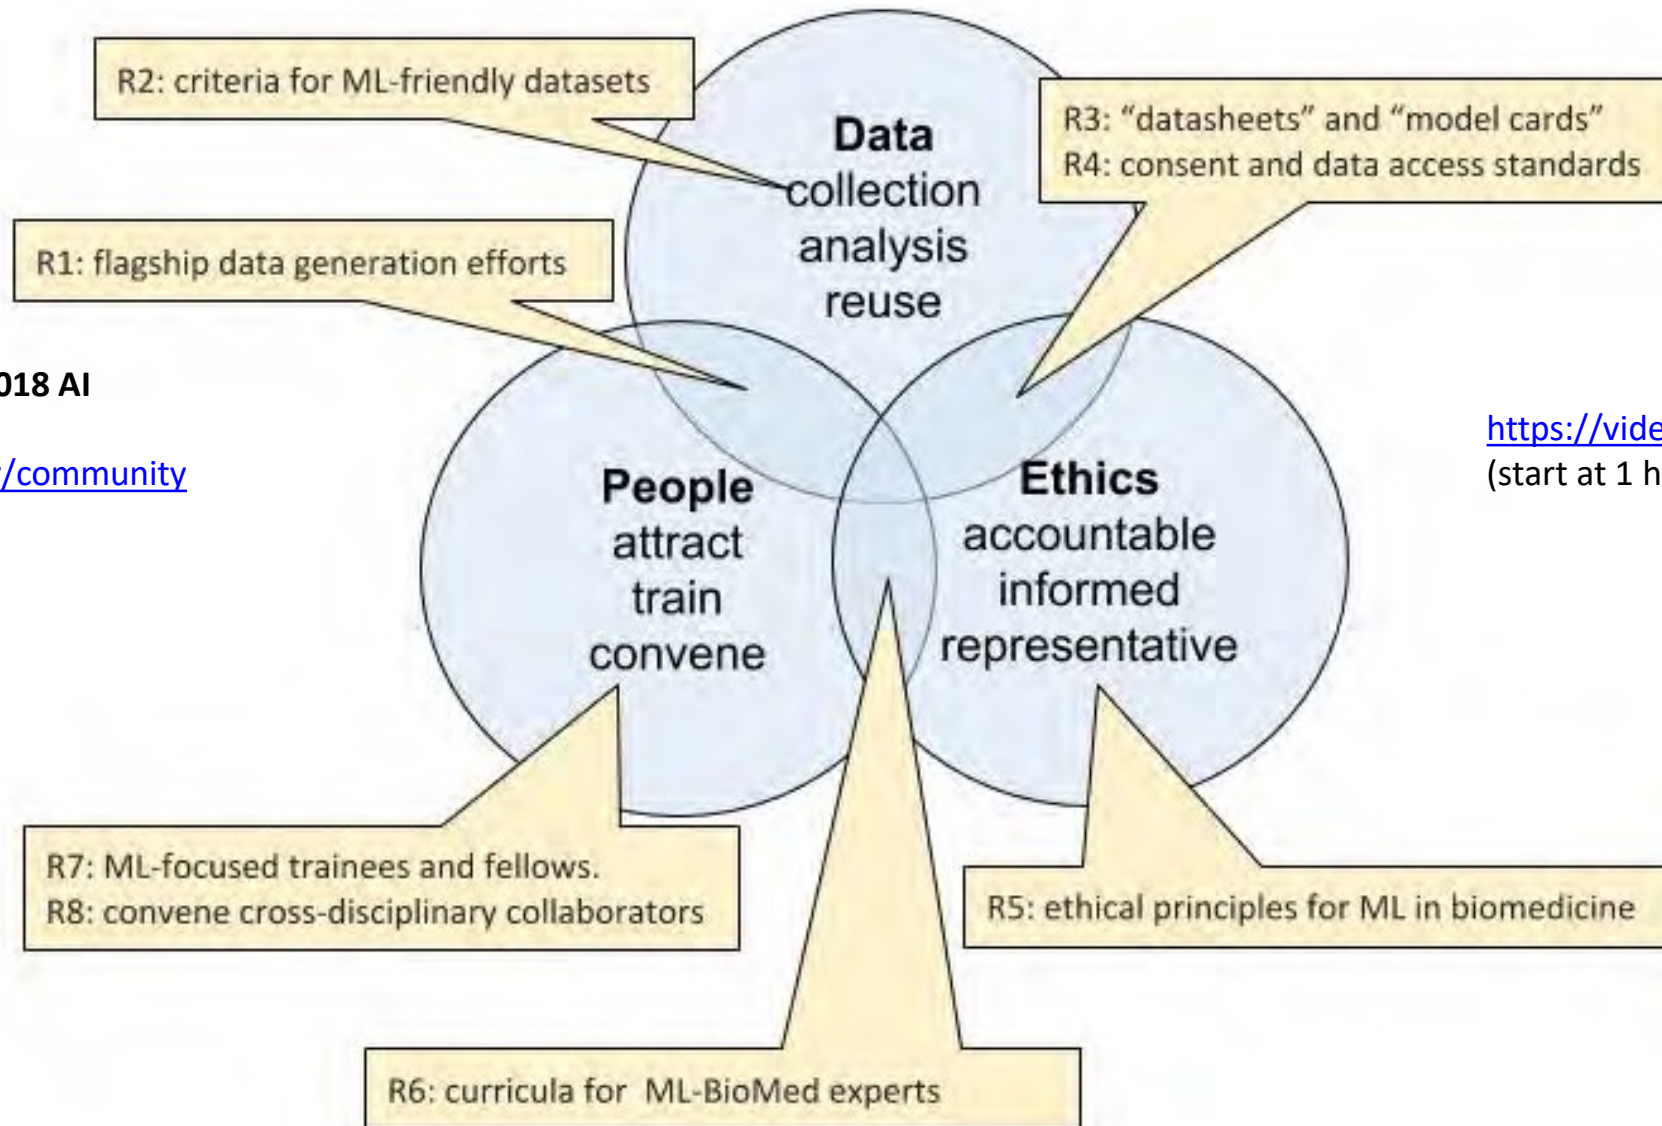 R2: criteria for ML-friendly datasets
R3: “datasheets” and “model cards”
R4: consent and data access standards
Data
collection
analysis
reuse
R1: flagship data generation efforts
018 AI
/community
https://vide
(start at 1 h
People
attract
train
convene
Ethics
accountable
informed
representative
R7: ML-focused trainees and fellows.
R8: convene cross-disciplinary collaborators
R5: ethical principles for ML in biomedicine
R6: curricula for ML-BioMed experts